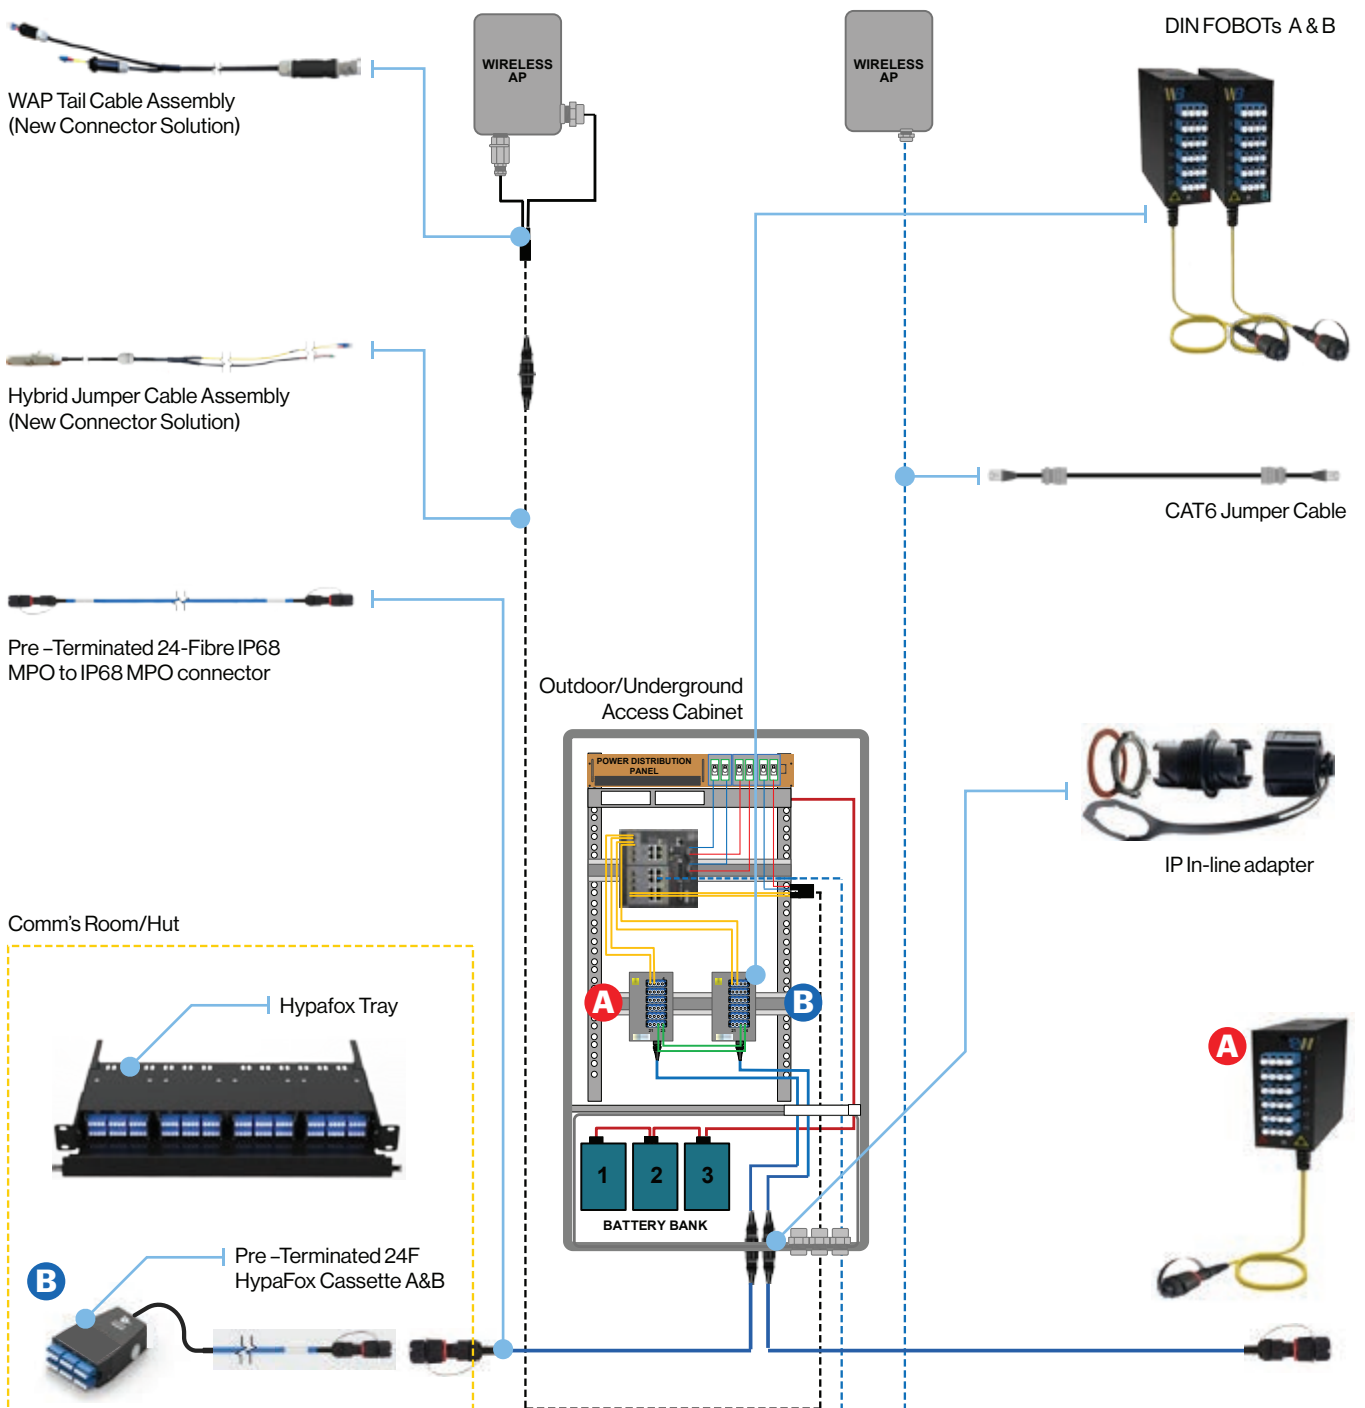 WAP Tail Cable Assembly
(New Connector Solution)
WIRELESS
AP
WIRELESS
AP
DIN FOBOTs A & B
Hybrid Jumper Cable Assembly
(New Connector Solution)
CAT6 Jumper Cable
Pre –Terminated 24-Fibre IP68
MPO to IP68 MPO connector
Outdoor/Underground
Access Cabinet
POWER DISTRIBUTION
PANEL
IP In-line adapter
Comm's Room/Hut
Hypafox Tray
A
B
A
1
2
3
BATTERY BANK
B
Pre –Terminated 24F
HypaFox Cassette A&B